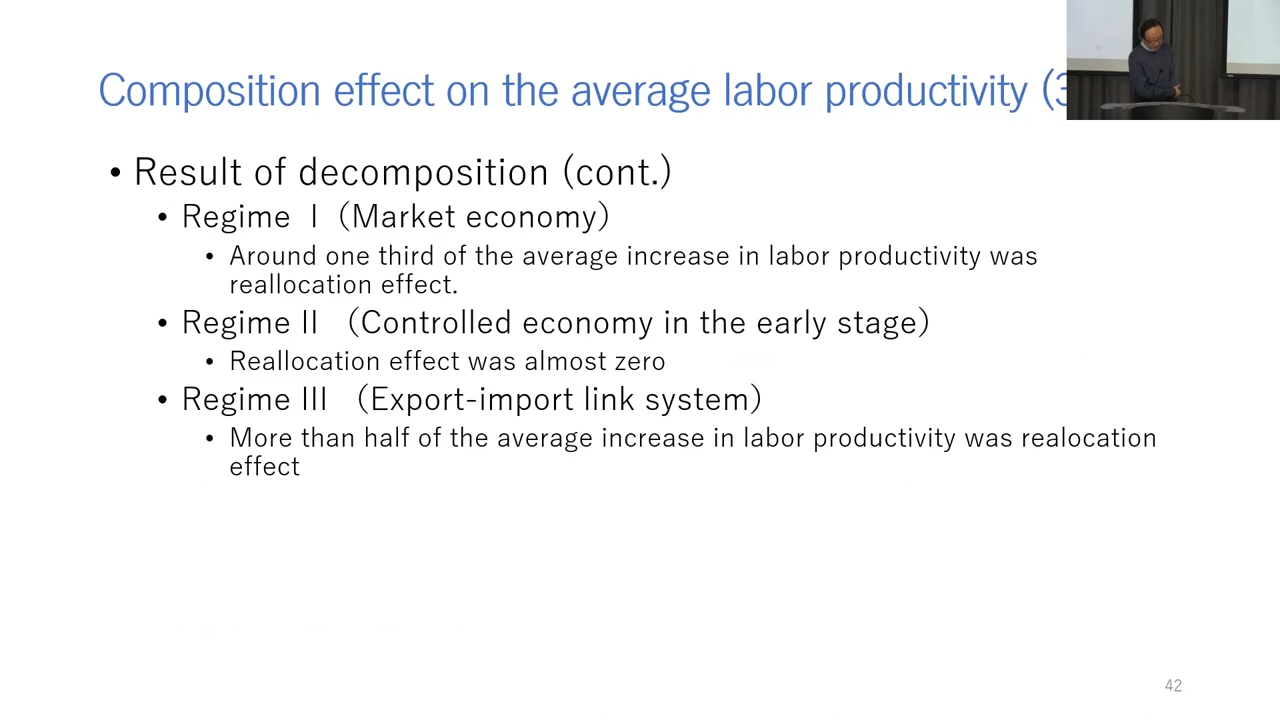 Composition effect on the average labor productivity (3
• Result of decomposition (cont.)
• Regime Ⅰ（Market economy）
• Around one third of the average increase in labor productivity was
reallocation effect.
• Regime II （Controlled economy in the early stage）
• Reallocation effect was almost zero
• Regime III （Export-import link system）
• More than half of the average increase in labor productivity was realocation
effect
42